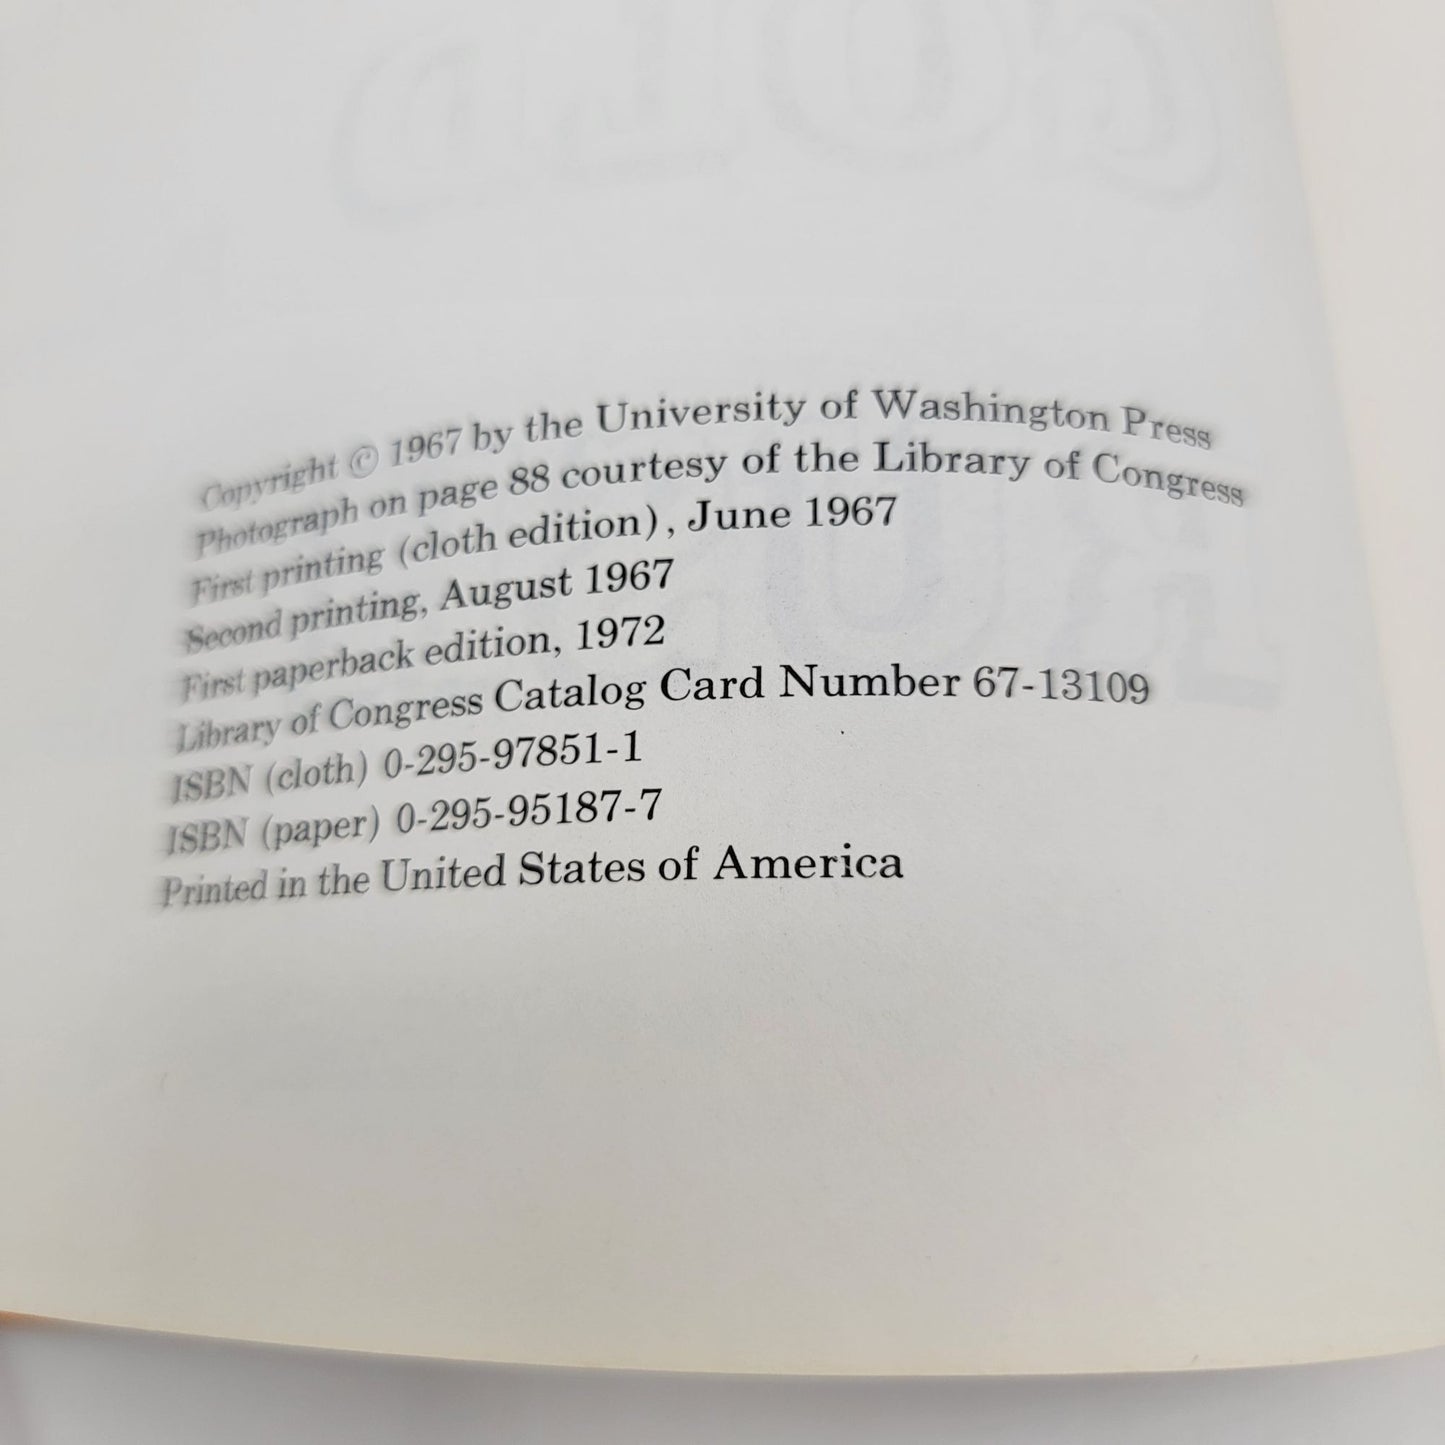 Copyright © 1967 by the University of Washington Press
Photograph on page 88 courtesy of the Library of Congress
First printing (cloth edition), June 1967
Second printing, August 1967
First paperback edition, 1972
Library of Congress Catalog Card Number 67-13109
ISBN (cloth) 0-295-97851-1
ISBN (paper) 0-295-95187-7
Printed in the United States of America